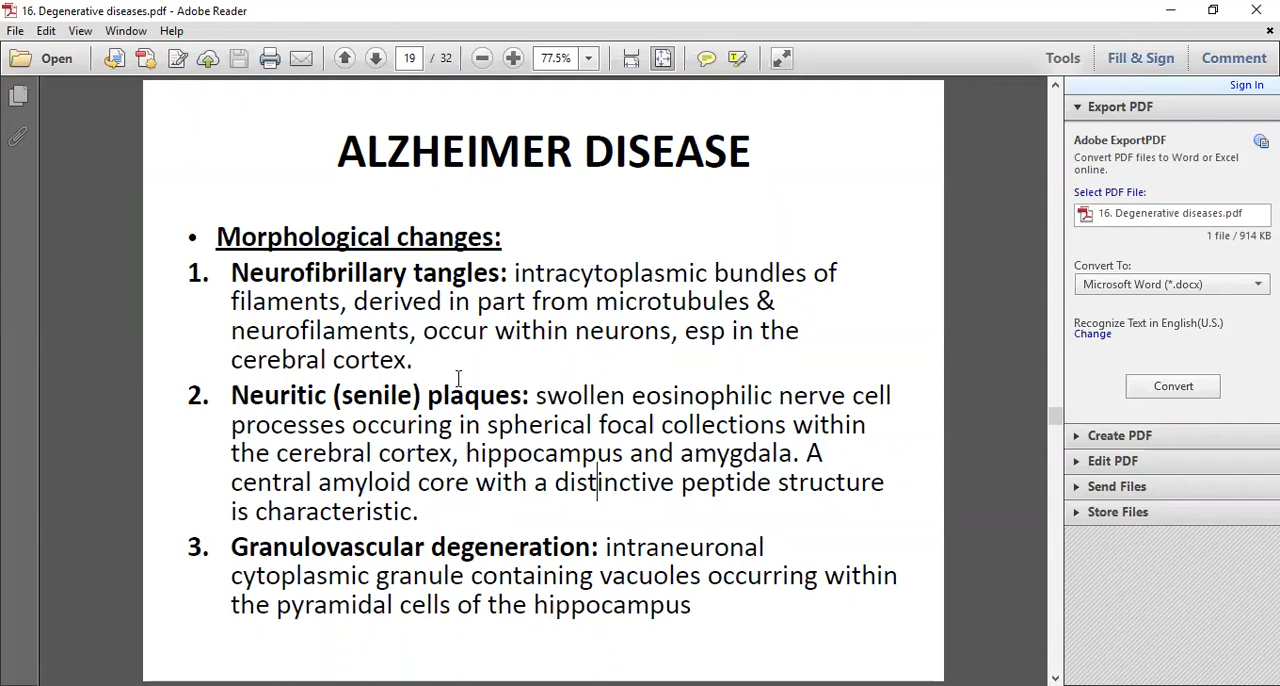 16. Degenerative diseases.pdf - Adobe Reader
File Edit View Window Help
Open 19 / 32 77.5% Tools Fill & Sign Comment
Sign In
Export PDF
Adobe ExportPDF
Convert PDF files to Word or Excel
online.
Select PDF File:
16. Degenerative diseases.pdf
1 file / 914 KB
Convert To:
Microsoft Word (*.docx)
Recognize Text in English(U.S.)
Change
Convert
Create PDF
Edit PDF
Send Files
Store Files
ALZHEIMER DISEASE
• Morphological changes:
1. Neurofibrillary tangles: intracytoplasmic bundles of
filaments, derived in part from microtubules &
neurofilaments, occur within neurons, esp in the
cerebral cortex.
2. Neuritic (senile) plaques: swollen eosinophilic nerve cell
processes occuring in spherical focal collections within
the cerebral cortex, hippocampus and amygdala. A
central amyloid core with a distinctive peptide structure
is characteristic.
3. Granulovascular degeneration: intraneuronal
cytoplasmic granule containing vacuoles occurring within
the pyramidal cells of the hippocampus